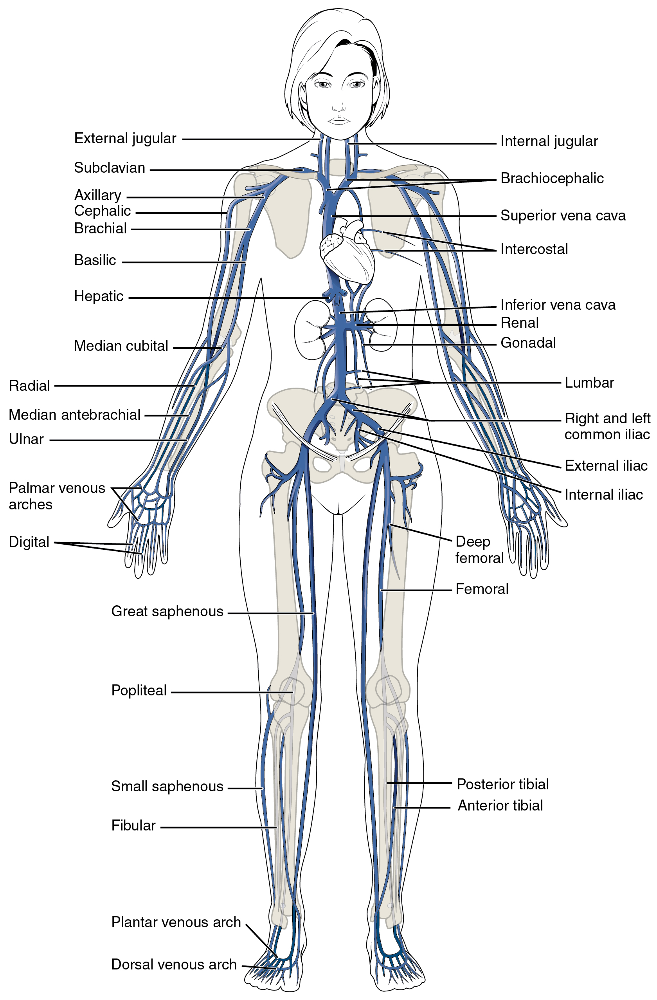 External jugular
Subclavian
Axillary
Cephalic
Brachial
Basilic
Hepatic
Median cubital
Radial
Median antebrachial
Ulnar
Palmar venous
arches
Digital
Great saphenous
Popliteal
Small saphenous
Fibular
Plantar venous arch
Dorsal venous arch
Internal jugular
Brachiocephalic
Superior vena cava
Intercostal
Inferior vena cava
Renal
Gonadal
Lumbar
Right and left
common iliac
External iliac
Internal iliac
Deep
femoral
Femoral
Posterior tibial
Anterior tibial